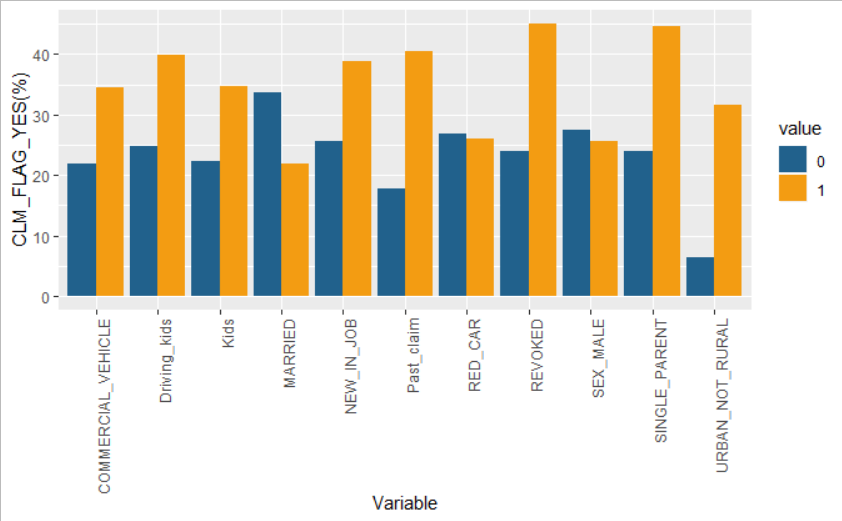 CLM_FLAG_YES(%)
40
30
20
10
0
COMMERCIAL_VEHICLE
Driving_kids
Kids
MARRIED
NEW_IN_JOB
Past_claim
RED_CAR
REVOKED
SEX_MALE
SINGLE_PARENT
URBAN_NOT_RURAL
Variable
value
0
1